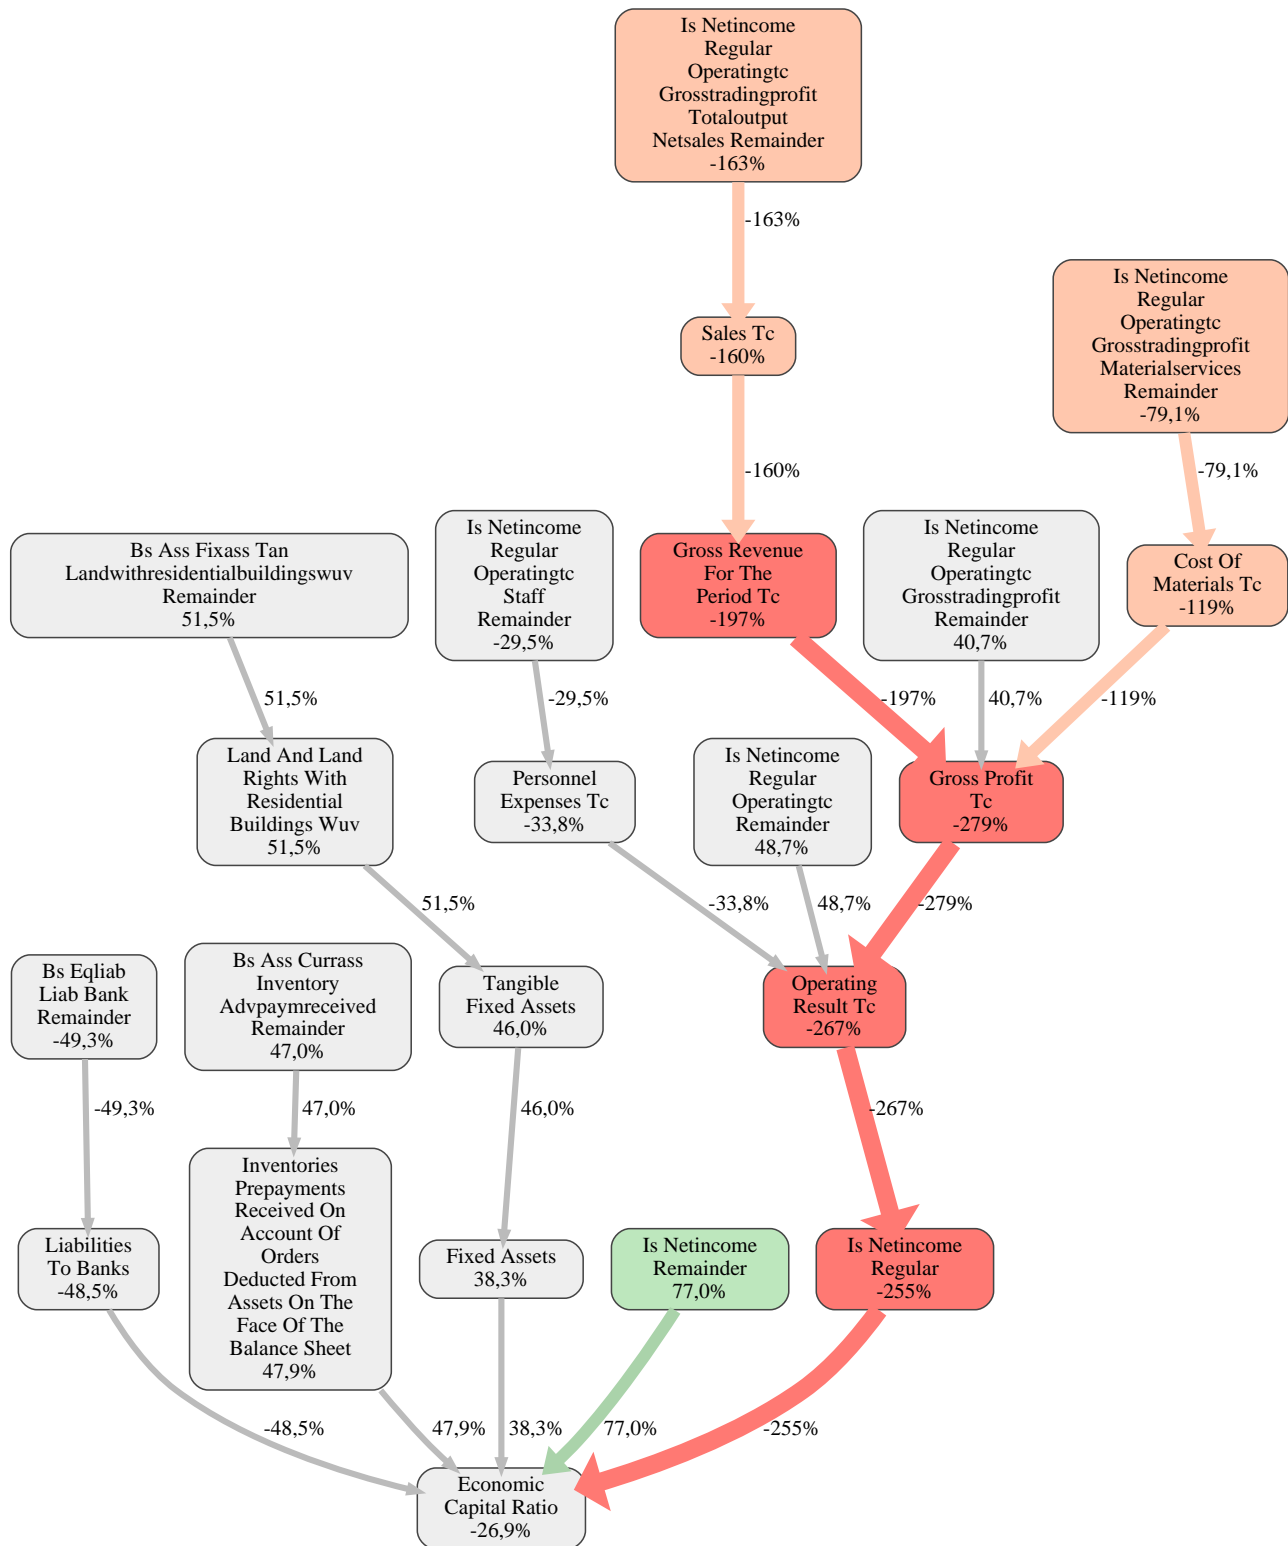 Is Netincome
Regular
Operatingtc
Grosstradingprofit
Totaloutput
Netsales Remainder
-163%
-163%
Is Netincome
Regular
Operatingtc
Grosstradingprofit
Materialservices
Remainder
-79,1%
Sales Tc
-160%
-160%
-79,1%
Bs Ass Fixass Tan
Landwithresidentialbuildingswuv
Remainder
51,5%
Is Netincome
Regular
Operatingtc
Staff
Remainder
-29,5%
Gross Revenue
For The
Period Tc
-197%
Is Netincome
Regular
Operatingtc
Grosstradingprofit
Remainder
40,7%
Cost Of
Materials Tc
-119%
51,5%
-29,5%
-197%
40,7%
-119%
Land And Land
Rights With
Residential
Buildings Wuv
51,5%
Personnel
Expenses Tc
-33,8%
Is Netincome
Regular
Operatingtc
Remainder
48,7%
Gross Profit
Tc
-279%
51,5%
-33,8%
48,7%
-279%
Bs Eqliab
Liab Bank
Remainder
-49,3%
Bs Ass Currass
Inventory
Advpaymreceived
Remainder
47,0%
Tangible
Fixed Assets
46,0%
Operating
Result Tc
-267%
-49,3%
47,0%
46,0%
-267%
Liabilities
To Banks
-48,5%
Inventories
Prepayments
Received On
Account Of
Orders
Deducted From
Assets On The
Face Of The
Balance Sheet
47,9%
Fixed Assets
38,3%
Is Netincome
Remainder
77,0%
Is Netincome
Regular
-255%
-48,5%
47,9%
38,3%
77,0%
-255%
Economic
Capital Ratio
-26,9%